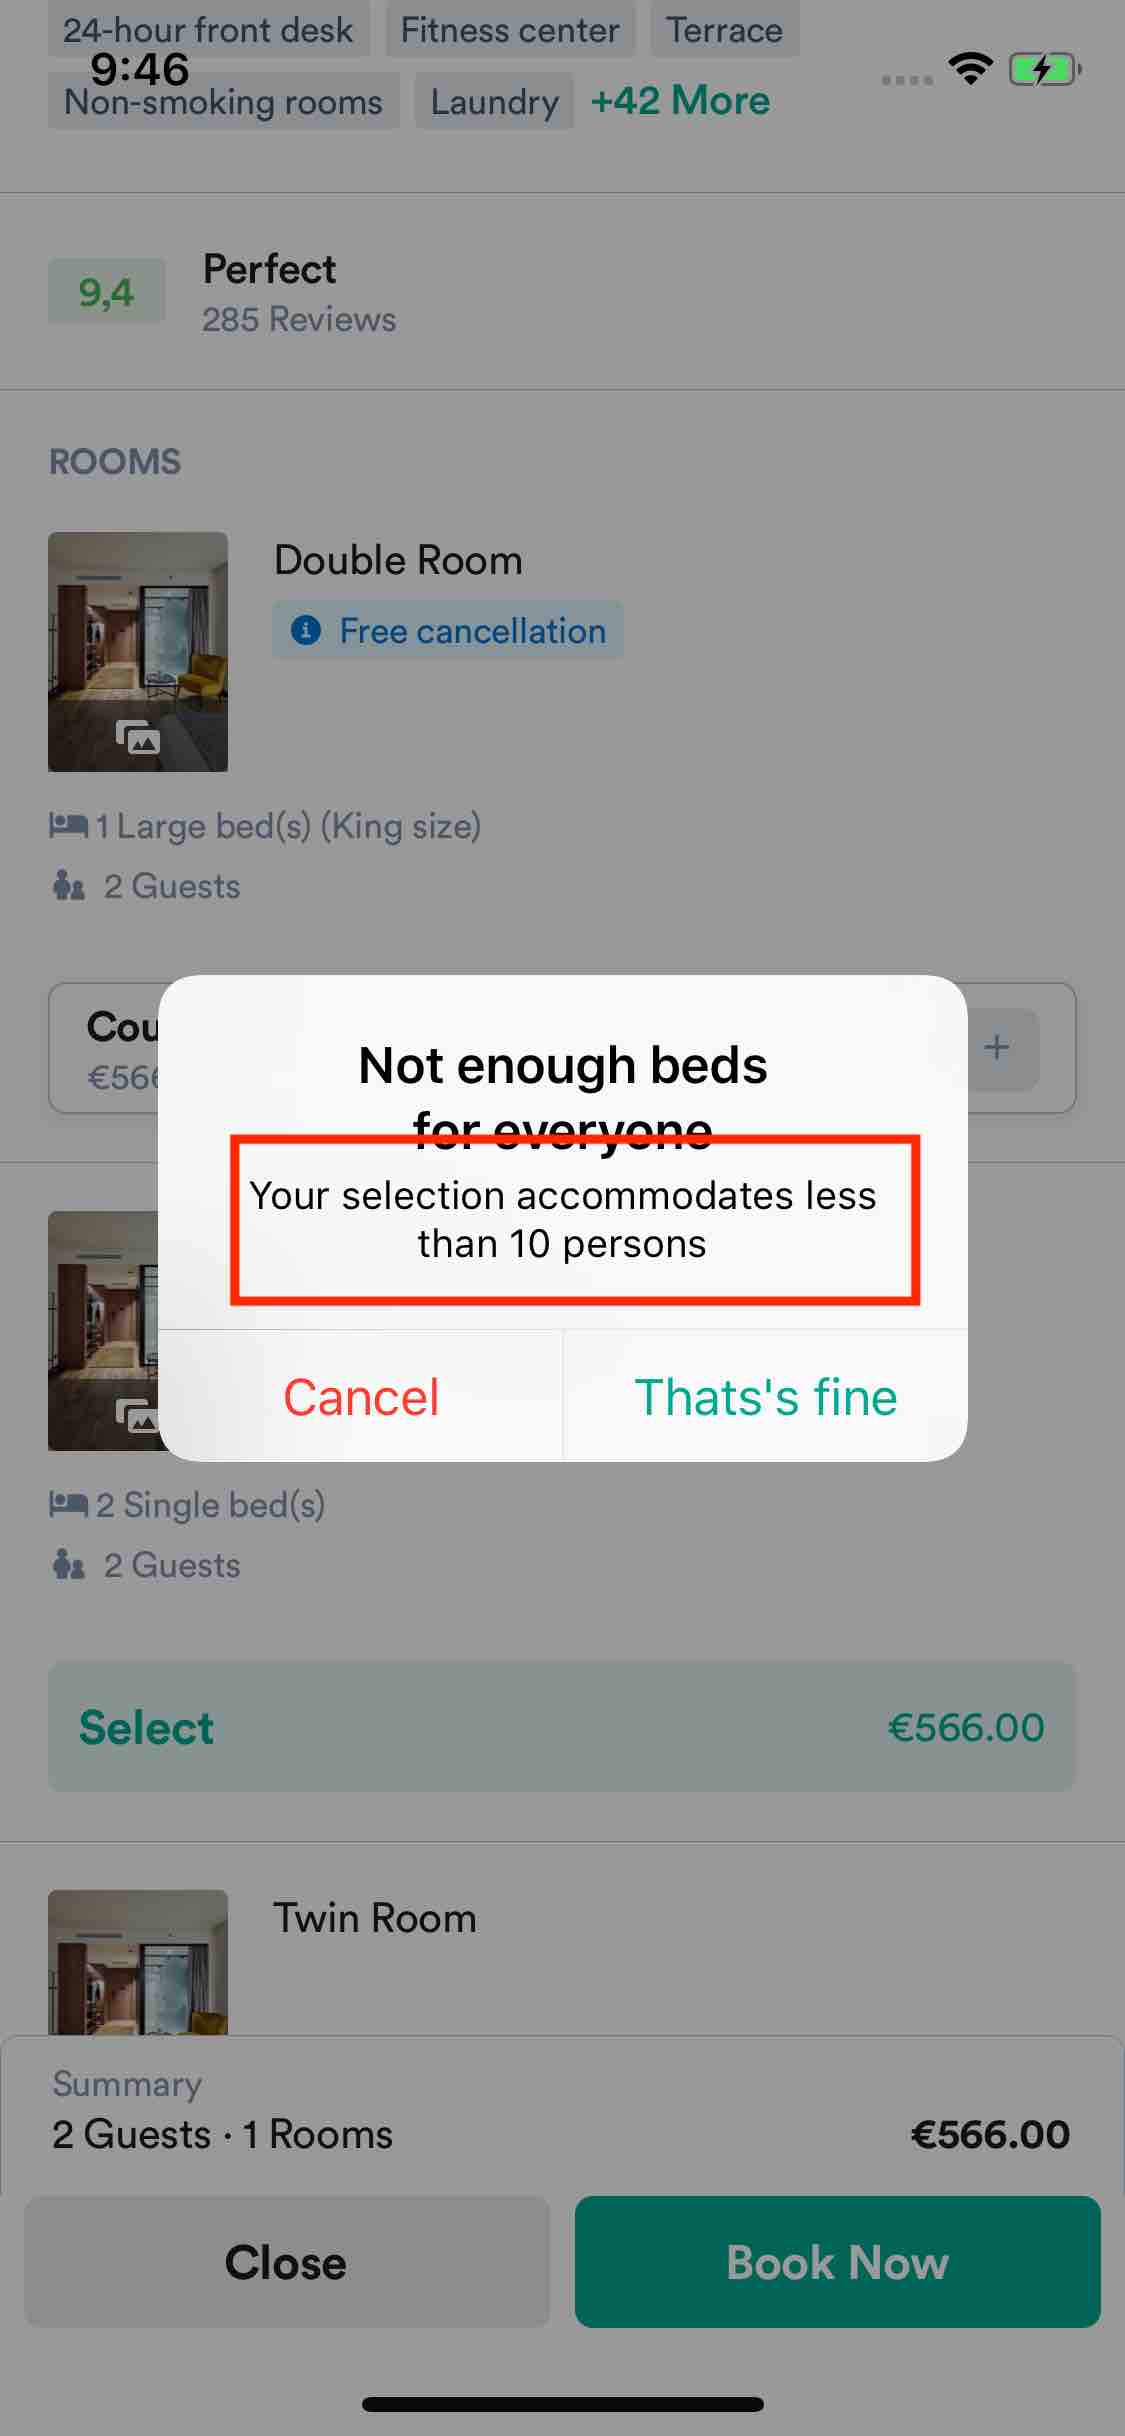 24-hour front desk Fitness center Terrace
9:46
Non-smoking rooms Laundry +42 More
9,4 Perfect
285 Reviews
ROOMS
Double Room
Free cancellation
1 Large bed(s) (King size)
2 Guests
Cou
€566
Not enough beds
for everyone
Your selection accommodates less
than 10 persons
Cancel Thats's fine
2 Single bed(s)
2 Guests
Select €566.00
Twin Room
Summary
2 Guests · 1 Rooms €566.00
Close Book Now